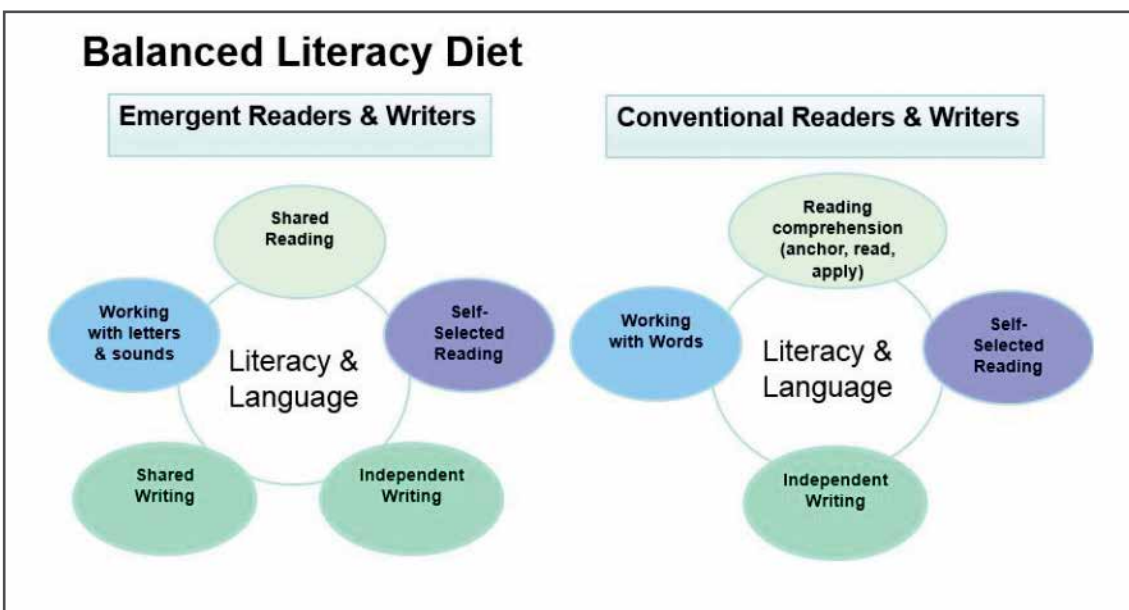 Balanced Literacy Diet
Emergent Readers & Writers
Shared
Reading
Working
with letters
& sounds
Self-
Selected
Reading
Literacy &
Language
Shared
Writing
Independent
Writing
Conventional Readers & Writers
Reading
comprehension
(anchor, read,
apply)
Working
with Words
Self-
Selected
Reading
Literacy &
Language
Independent
Writing